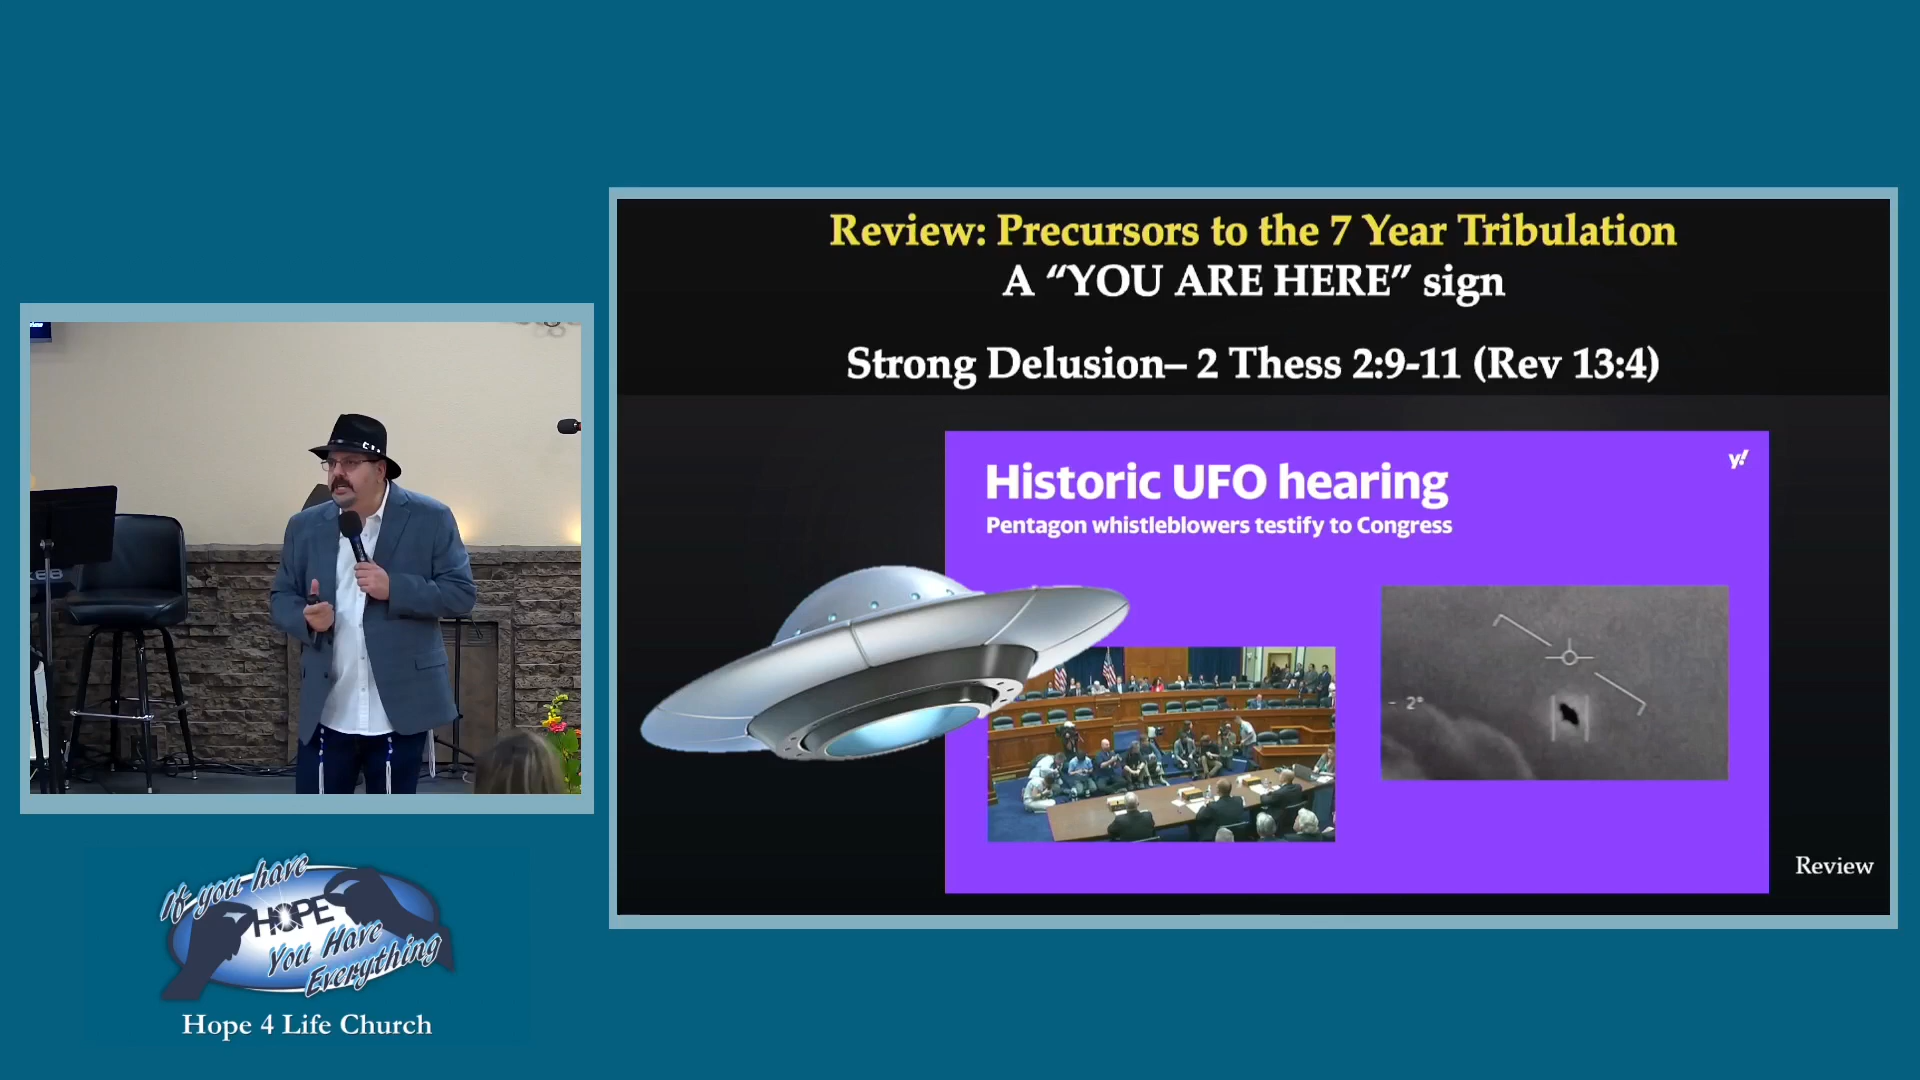 Review: Precursors to the 7 Year Tribulation
A “YOU ARE HERE” sign
Strong Delusion– 2 Thess 2:9-11 (Rev 13:4)
Historic UFO hearing
y!
Pentagon whistleblowers testify to Congress
- 2°
Review
If you have
HOPE
You Have
Everything
Hope 4 Life Church